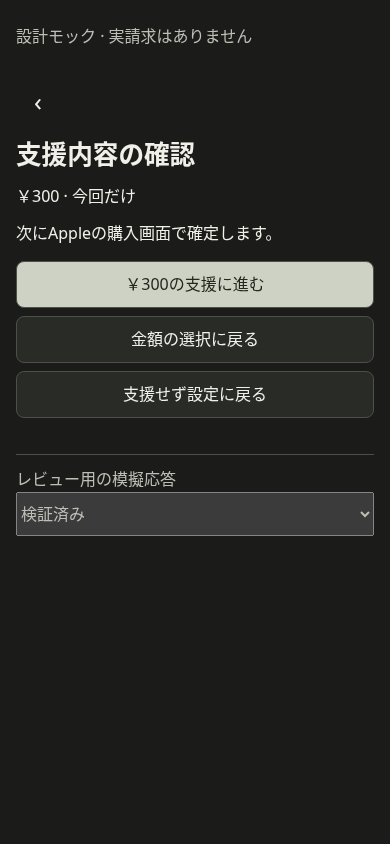 設計モック · 実請求はありません
‹
支援内容の確認
￥300 · 今回だけ
次にAppleの購入画面で確定します。
￥300の支援に進む
金額の選択に戻る
支援せず設定に戻る
レビュー用の模擬応答
検証済み